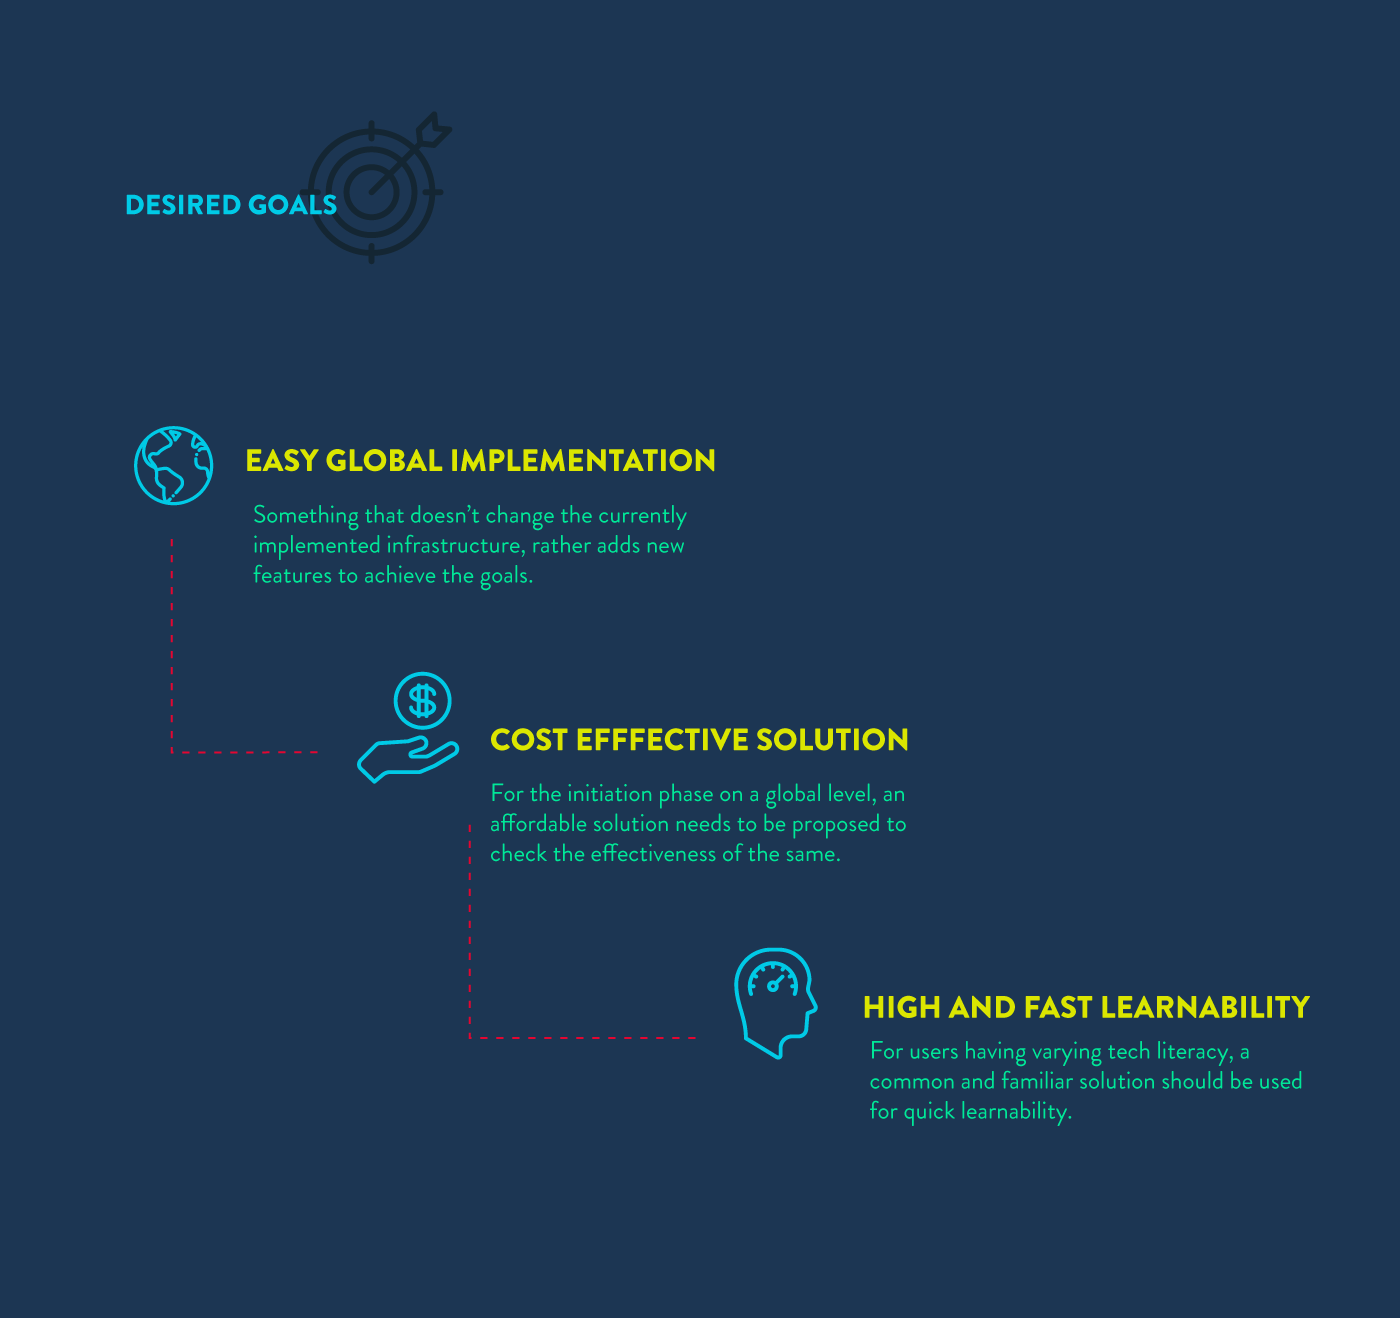 DESIRED GOALS
EASY GLOBAL IMPLEMENTATION
Something that doesn’t change the currently
implemented infrastructure, rather adds new
features to achieve the goals.
$
COST EFFFECTIVE SOLUTION
For the initiation phase on a global level, an
affordable solution needs to be proposed to
check the effectiveness of the same.
HIGH AND FAST LEARNABILITY
For users having varying tech literacy, a
common and familiar solution should be used
for quick learnability.